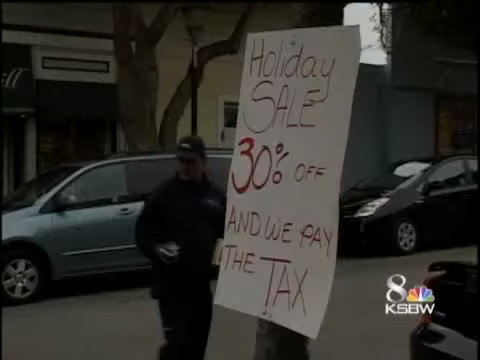 Holiday
SALE
30% OFF
AND WE PAY
THE TAX
8
KSBW